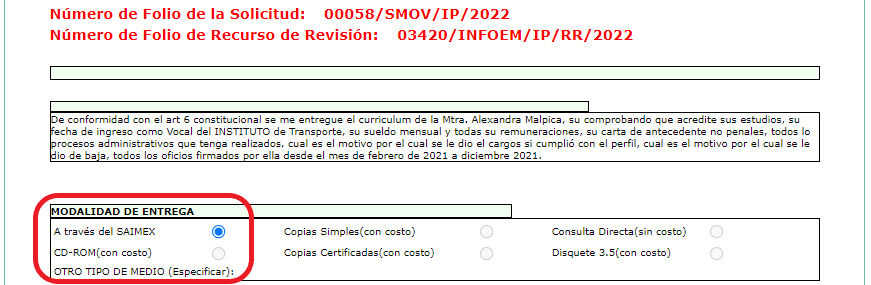 Número de Folio de la Solicitud: 00058/SMOV/IP/2022
Número de Folio de Recurso de Revisión: 03420/INFOEM/IP/RR/2022
De conformidad con el art 6 constitucional se me entregue el curriculum de la Mtra. Alexandra Malpica, su comprobando que acredite sus estudios, su
fecha de ingreso como Vocal del INSTITUTO de Transporte, su sueldo mensual y todas su remuneraciones, su carta de antecedente no penales, todos lo
procesos administrativos que tenga realizados, cual es el motivo por el cual se le dio el cargos si cumplió con el perfil, cual es el motivo por el cual se le
dio de baja, todos los oficios firmados por ella desde el mes de febrero de 2021 a diciembre 2021.
MODALIDAD DE ENTREGA
A través del SAIMEX Copias Simples(con costo) Consulta Directa(sin costo)
CD-ROM(con costo) Copias Certificadas(con costo) Disquete 3.5(con costo)
OTRO TIPO DE MEDIO (Especificar):